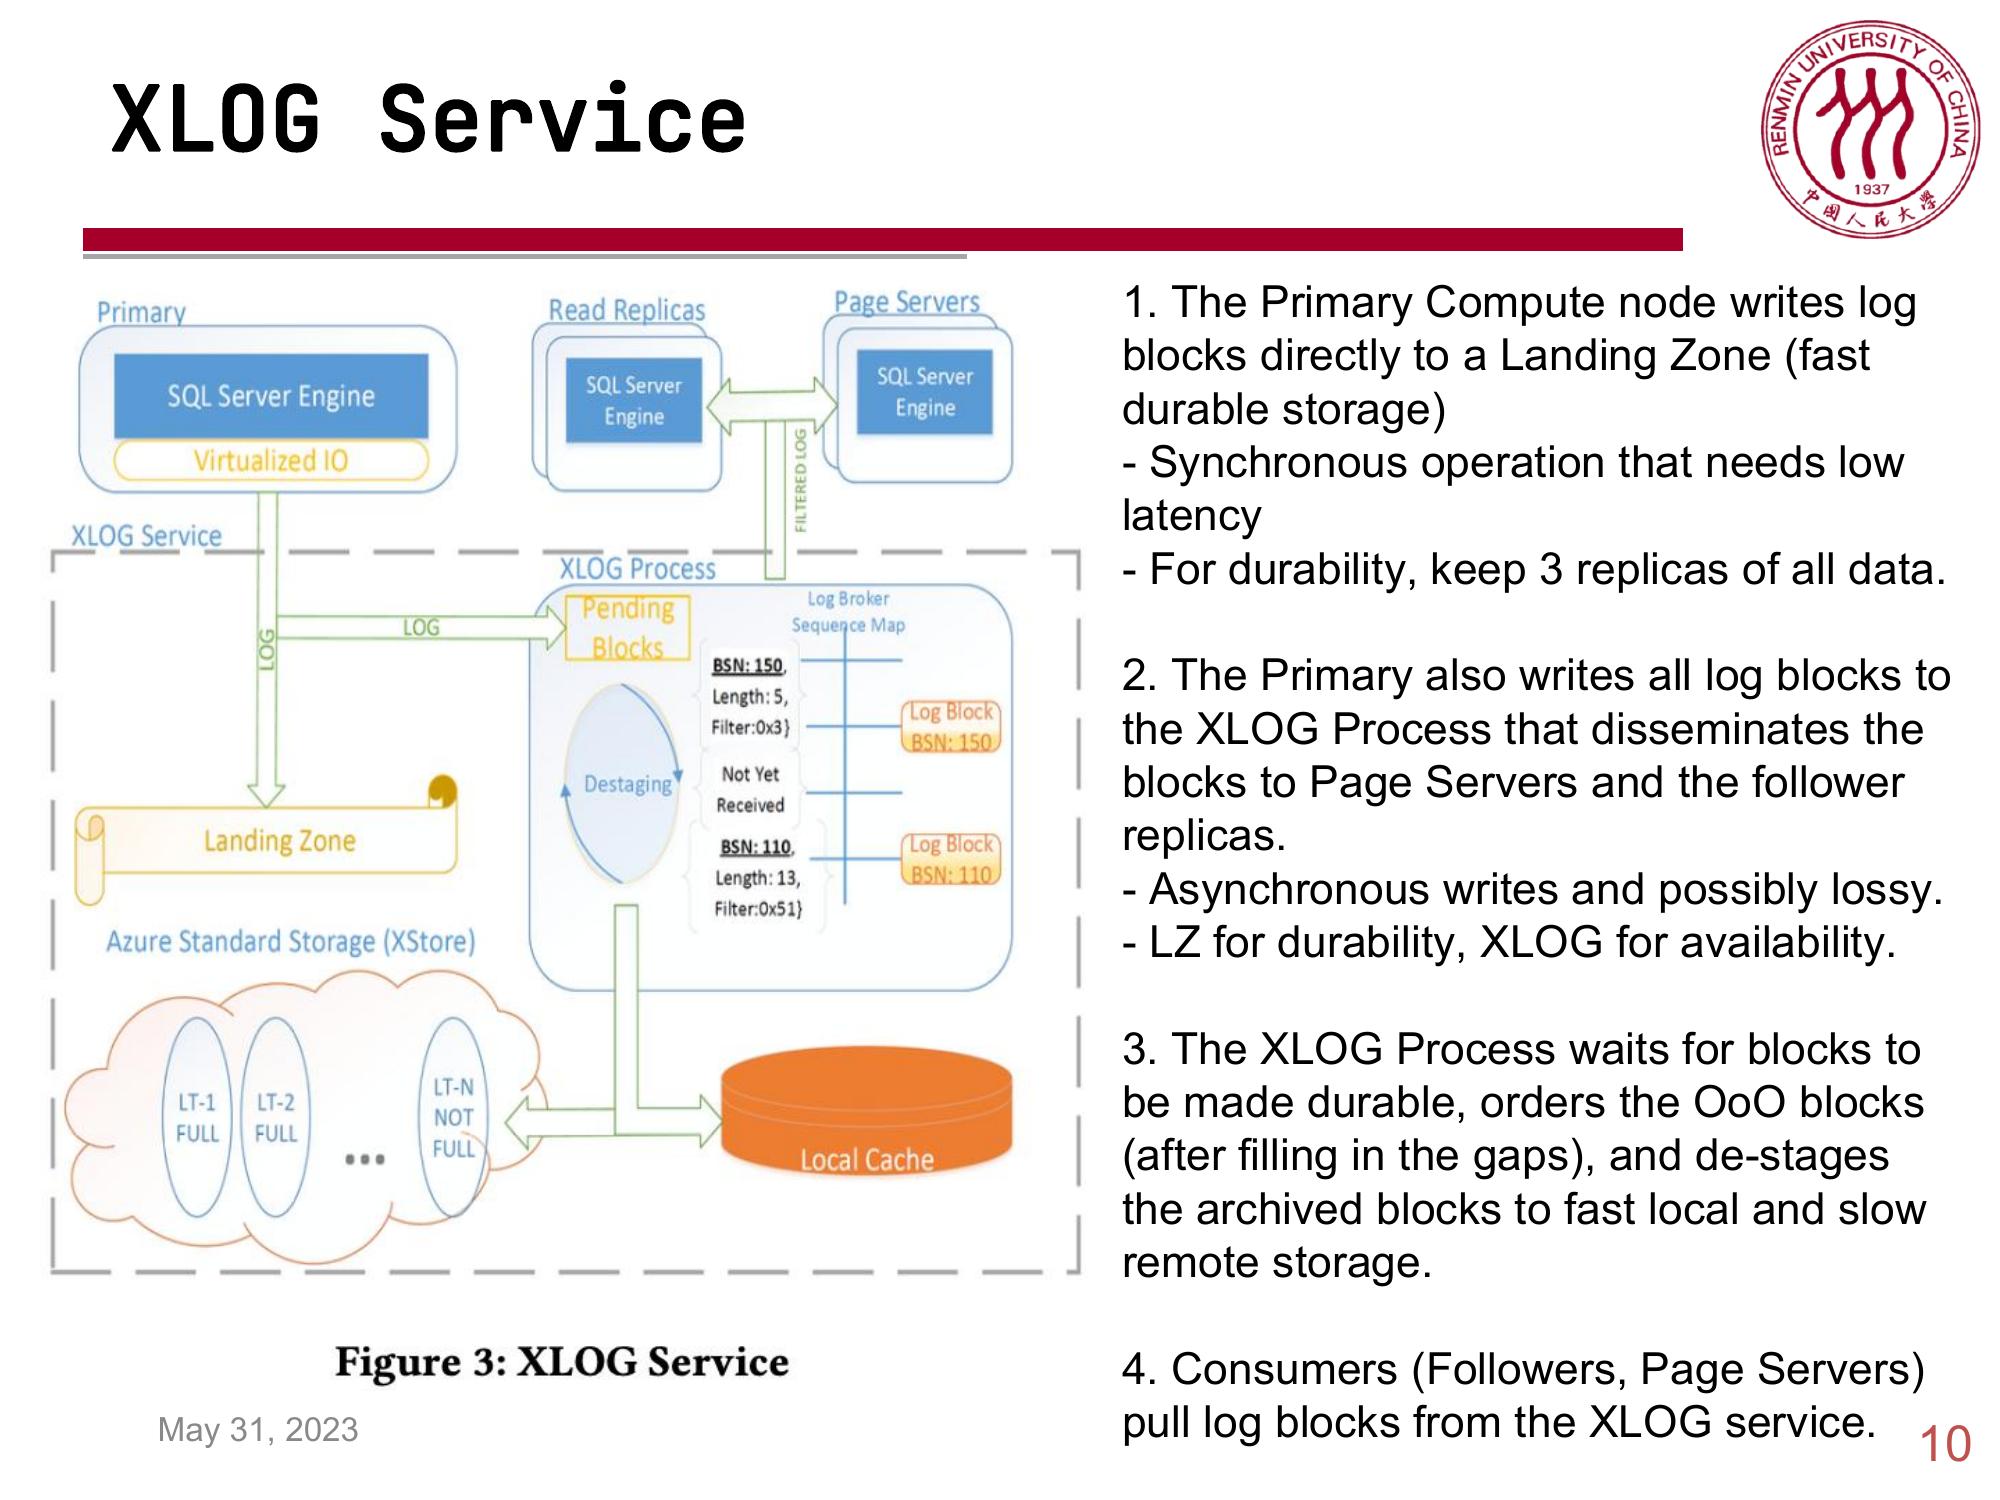 XLOG Service
RENMIN UNIVERSITY OF CHINA
1937
中国人民大学
Primary
SQL Server Engine
Virtualized IO
Read Replicas
SQL Server
Engine
Page Servers
SQL Server
Engine
FILTERED LOG
XLOG Service
LOG
LOG
XLOG Process
Pending
Blocks
Log Broker
Sequence Map
BSN: 150,
Length: 5,
Filter:0x3}
Log Block
BSN: 150
Destaging
Not Yet
Received
BSN: 110,
Length: 13,
Filter:0x51}
Log Block
BSN: 110
Landing Zone
Azure Standard Storage (XStore)
LT-1
FULL
LT-2
FULL
...
LT-N
NOT
FULL
Local Cache
Figure 3: XLOG Service
1. The Primary Compute node writes log
blocks directly to a Landing Zone (fast
durable storage)
- Synchronous operation that needs low
latency
- For durability, keep 3 replicas of all data.
2. The Primary also writes all log blocks to
the XLOG Process that disseminates the
blocks to Page Servers and the follower
replicas.
- Asynchronous writes and possibly lossy.
- LZ for durability, XLOG for availability.
3. The XLOG Process waits for blocks to
be made durable, orders the OoO blocks
(after filling in the gaps), and de-stages
the archived blocks to fast local and slow
remote storage.
4. Consumers (Followers, Page Servers)
pull log blocks from the XLOG service.
May 31, 2023
10